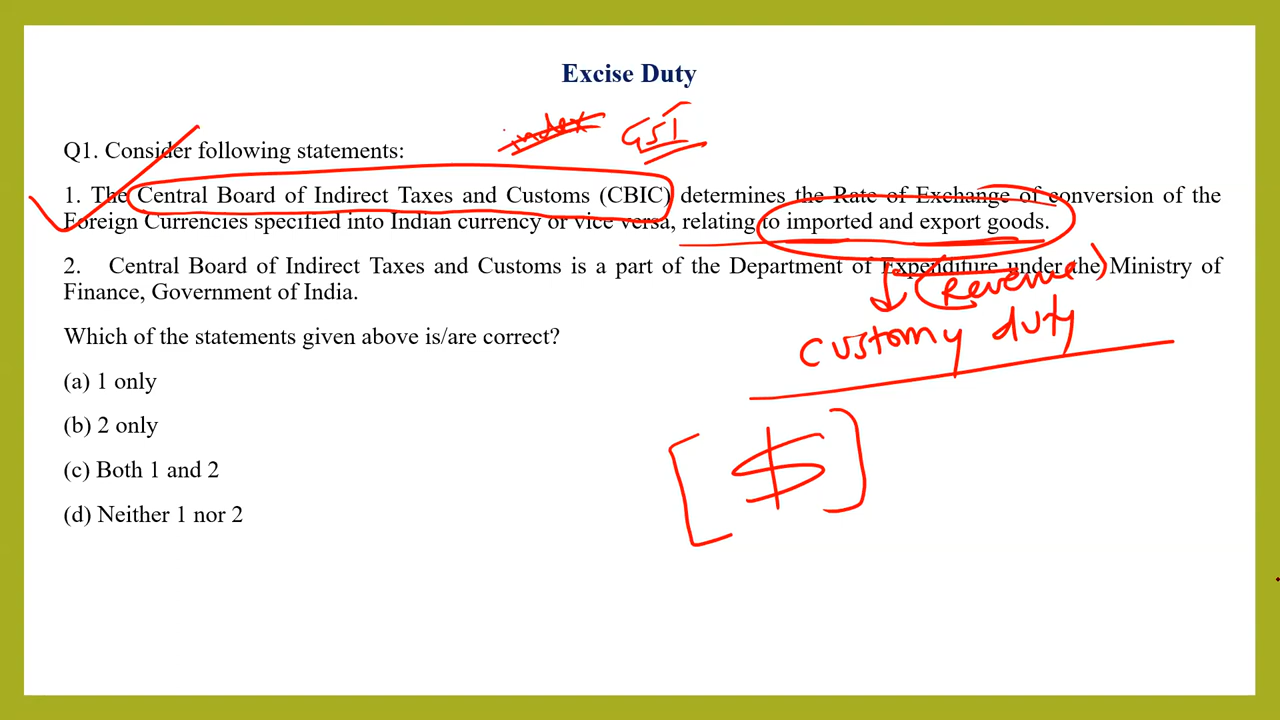 Excise Duty
index GST
Q1. Consider following statements:
1. The Central Board of Indirect Taxes and Customs (CBIC) determines the Rate of Exchange of conversion of the
Foreign Currencies specified into Indian currency or vice versa, relating to imported and export goods.
2. Central Board of Indirect Taxes and Customs is a part of the Department of Expenditure under the Ministry of
(Revenue)
Finance, Government of India.
Which of the statements given above is/are correct?
customy duty
(a) 1 only
(b) 2 only
[$]
(c) Both 1 and 2
(d) Neither 1 nor 2